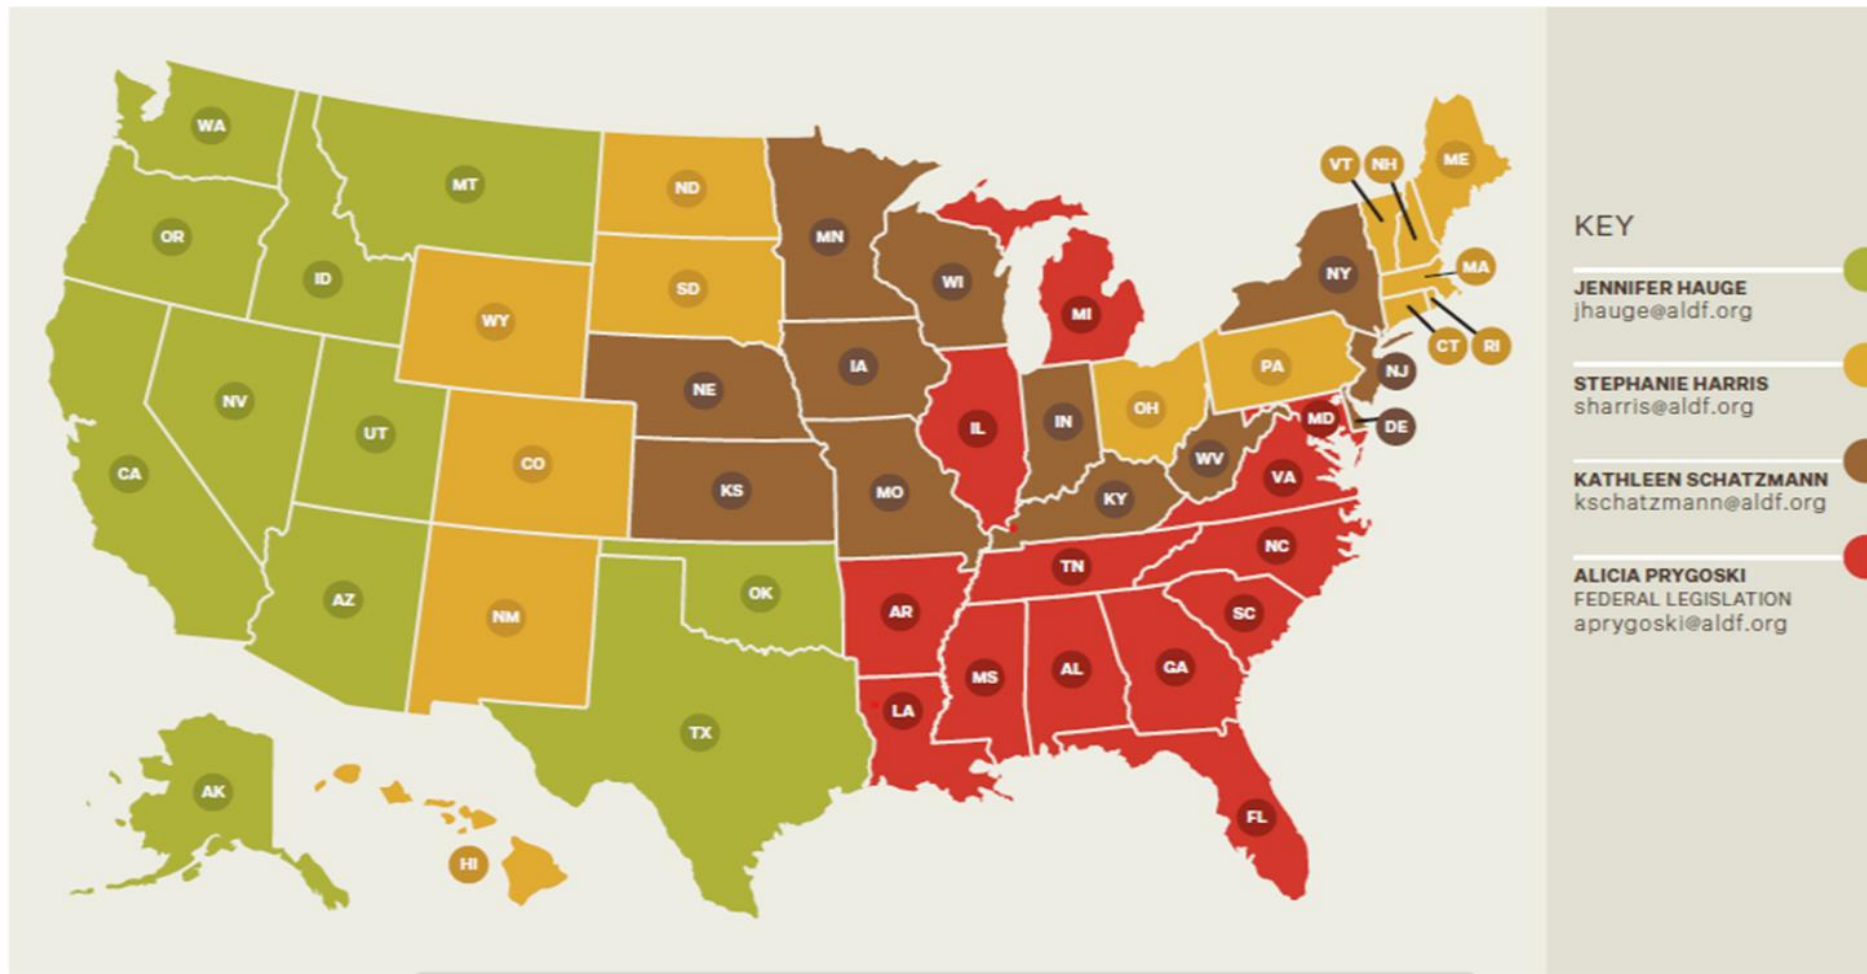 WA
MT
ND
MN
VT
NH
ME
OR
ID
WY
SD
WI
MI
NY
MA
CT
RI
NV
UT
CO
NE
IA
IL
IN
OH
PA
NJ
MD
DE
CA
KS
MO
KY
WV
VA
AZ
NM
OK
AR
TN
NC
SC
TX
LA
MS
AL
GA
AK
HI
FL
KEY
JENNIFER HAUGE
jhauge@aldf.org
STEPHANIE HARRIS
sharris@aldf.org
KATHLEEN SCHATZMANN
kschatzmann@aldf.org
ALICIA PRYGOSKI
FEDERAL LEGISLATION
aprygoski@aldf.org